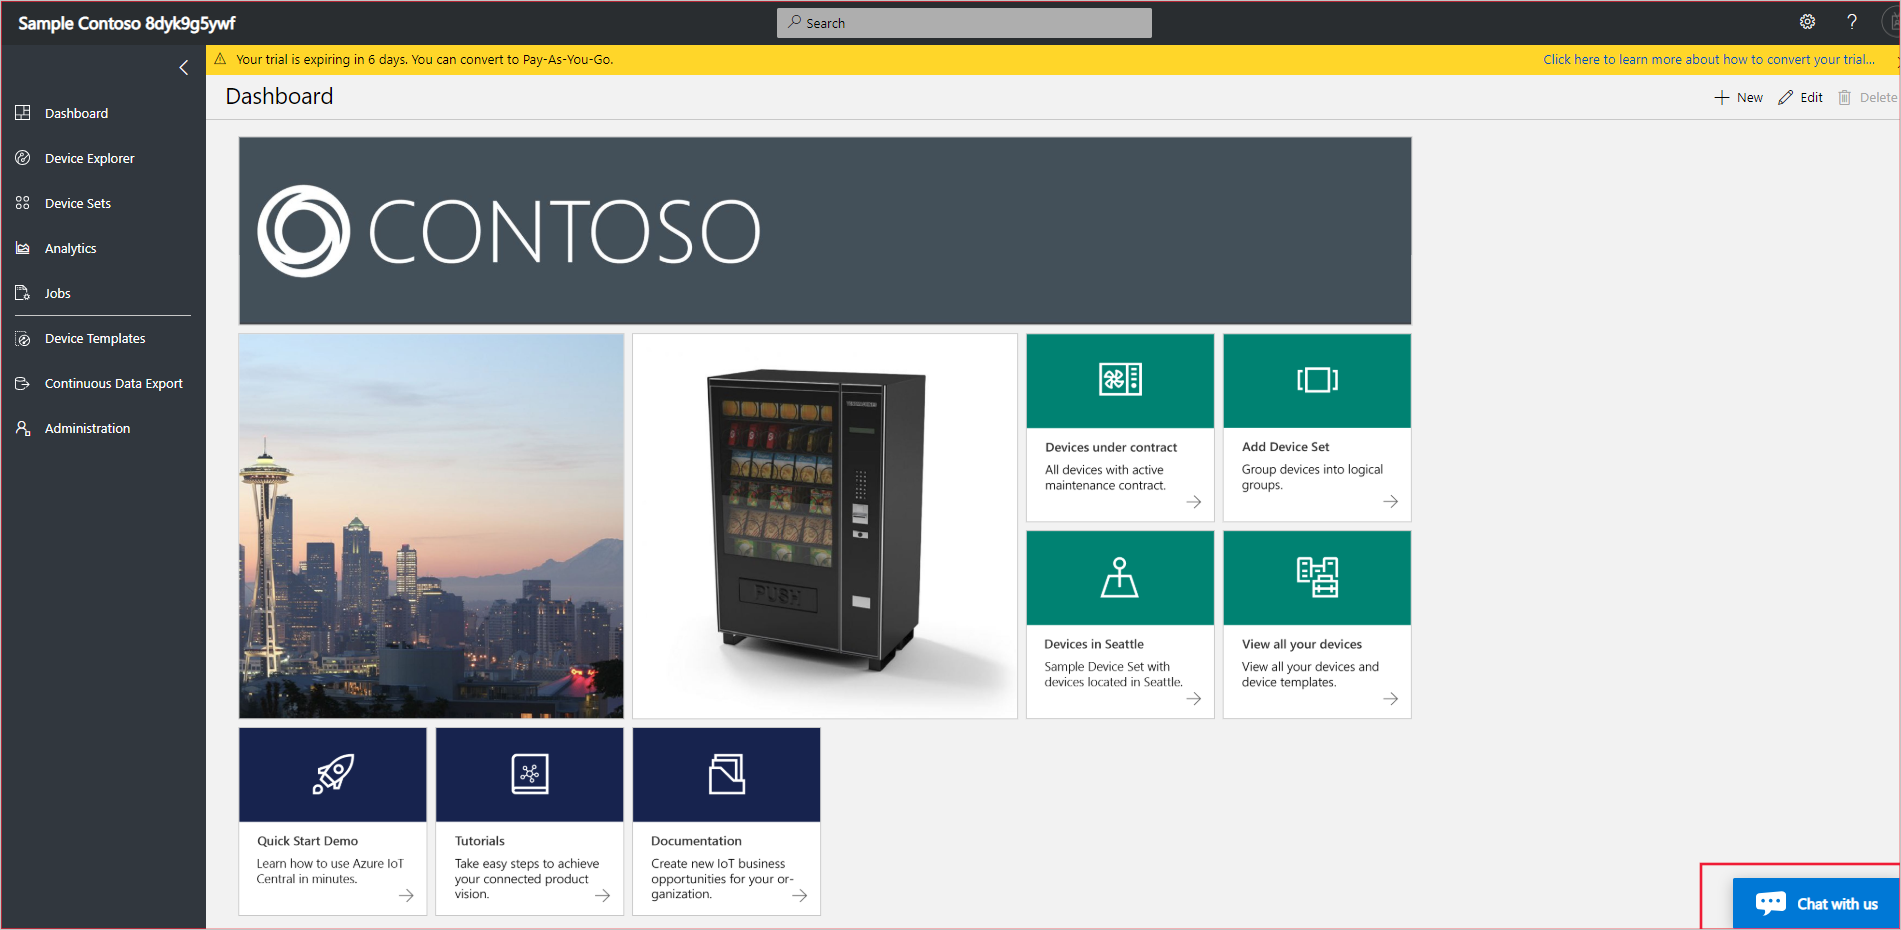 Sample Contoso 8dyk9g5ywf
Search
?
Your trial is expiring in 6 days. You can convert to Pay-As-You-Go.
Click here to learn more about how to convert your trial...
Dashboard
New
Edit
Delete
Dashboard
Device Explorer
Device Sets
Analytics
Jobs
Device Templates
Continuous Data Export
Administration
CONTOSO
PUSH
Devices under contract
All devices with active
maintenance contract.
Add Device Set
Group devices into logical
groups.
Devices in Seattle
Sample Device Set with
devices located in Seattle.
View all your devices
View all your devices and
device templates.
Quick Start Demo
Learn how to use Azure IoT
Central in minutes.
Tutorials
Take easy steps to achieve
your connected product
vision.
Documentation
Create new IoT business
opportunities for your or-
ganization.
Chat with us